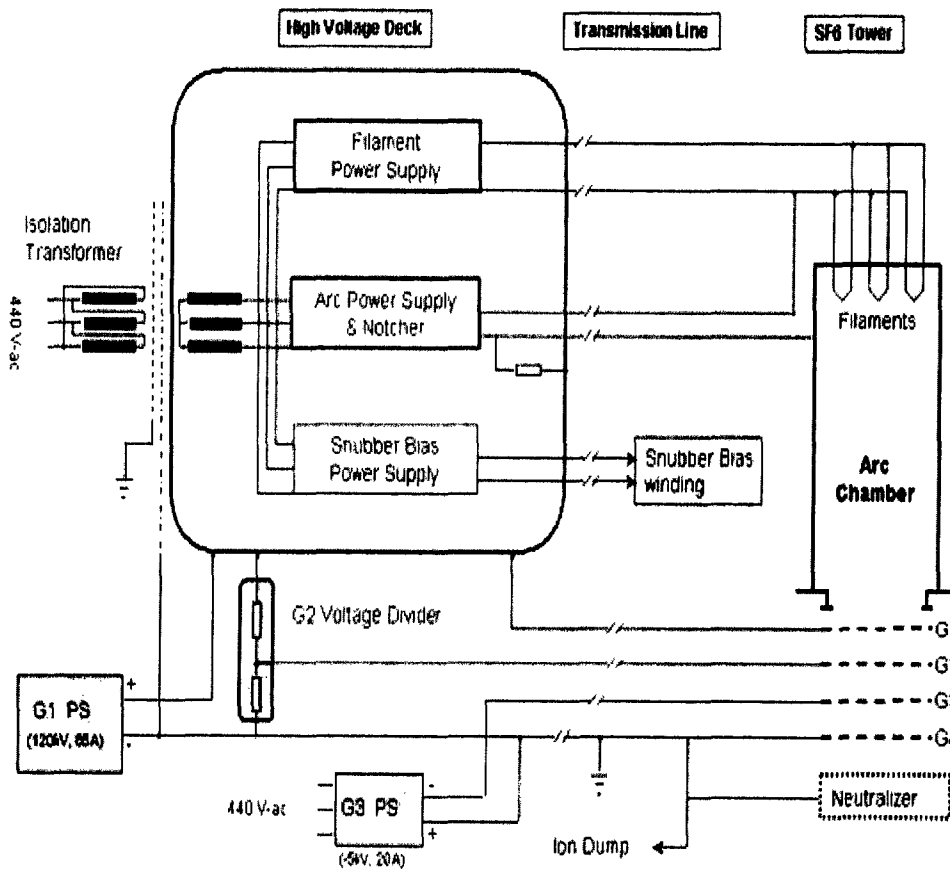 High Voltage Deck
Transmission Line
SF6 Tower
Filament
Power Supply
Isolation
Transformer
440 V-ac
Arc Power Supply
& Notcher
Filaments
Snubber Bias
Power Supply
Snubber Bias
winding
Arc
Chamber
G2 Voltage Divider
G
G
G
G
+
G1 PS
(120kV, 65A)
-
440 V-ac
G3 PS
-
+
(-5kV, 20A)
Neutralizer
Ion Dump